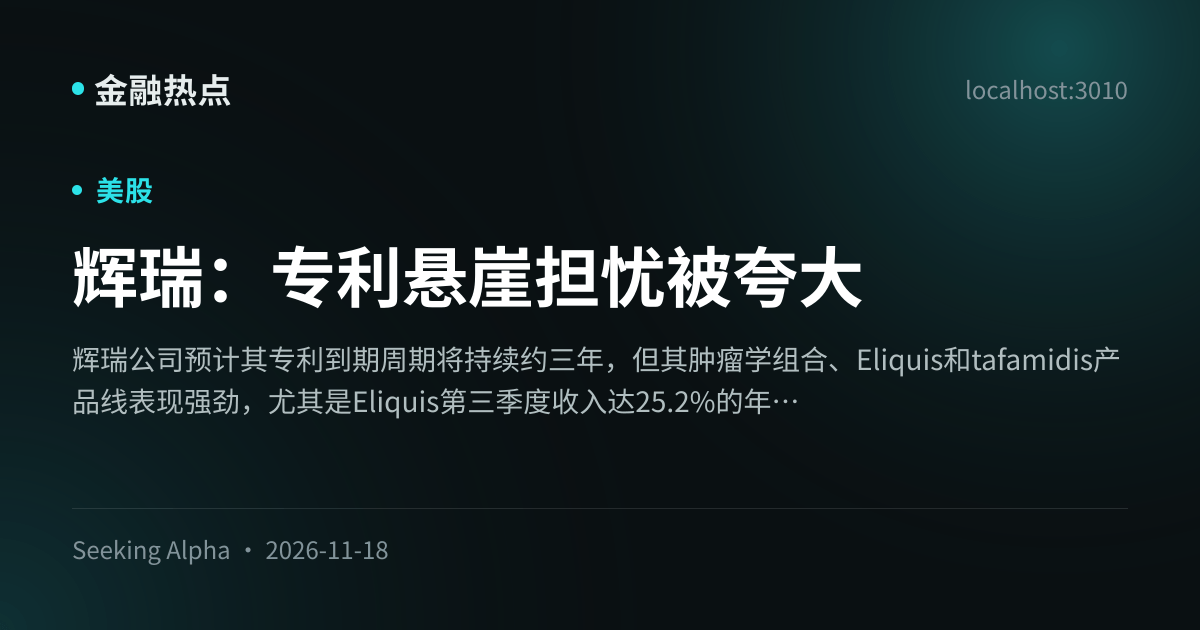 金融热点
localhost:3010
美股
辉瑞：专利悬崖担忧被夸大
辉瑞公司预计其专利到期周期将持续约三年，但其肿瘤学组合、Eliquis和tafamidis产
品线表现强劲，尤其是Eliquis第三季度收入达25.2%的年…
Seeking Alpha · 2026-11-18